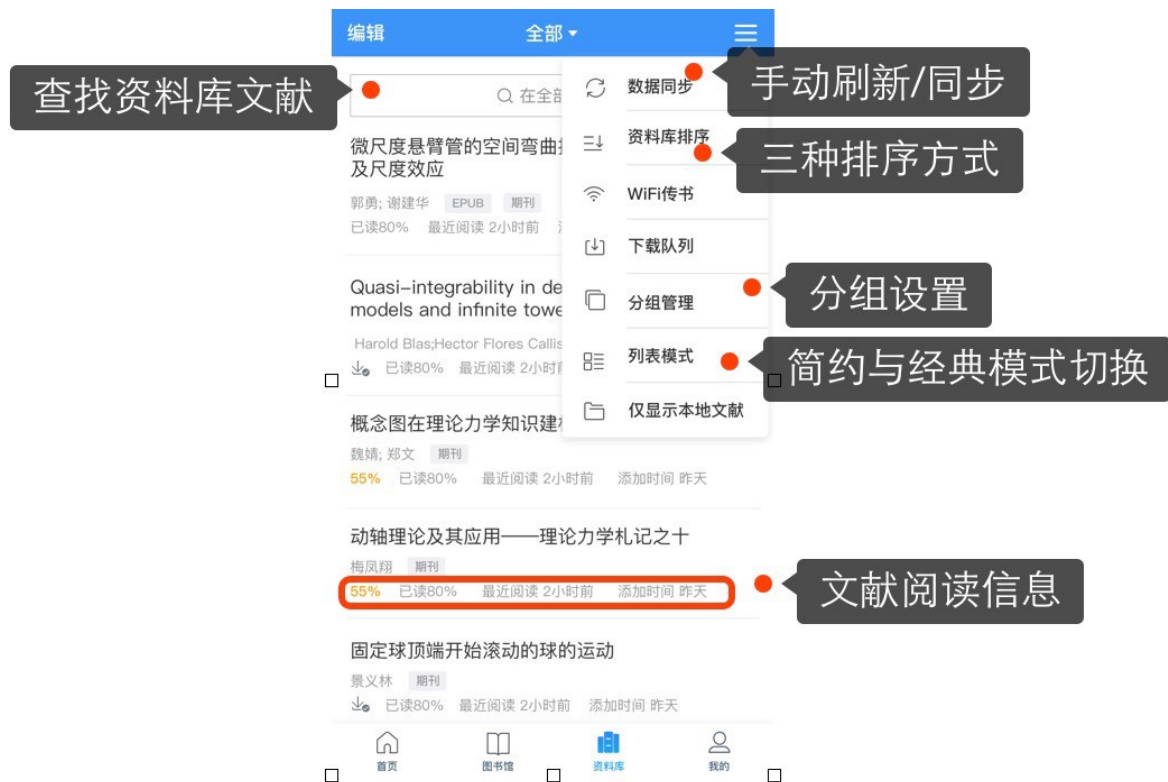 编辑
全部
查找资料库文献
在全部
数据同步
手动刷新/同步
资料库排序
三种排序方式
微尺度悬臂管的空间弯曲
及尺度效应
郭勇; 谢建华 EPUB 期刊
已读80% 最近阅读 2小时前
WiFi传书
下载队列
Quasi-integrability in
models and infinite
Harold Blas;Hector Flores
已读80% 最近阅读 2小时
分组管理
分组设置
列表模式
简约与经典模式切换
仅显示本地文献
概念图在理论力学知识建
魏婧; 郑文 期刊
55% 已读80% 最近阅读 2小时前 添加时间 昨天
动轴理论及其应用——理论力学札记之十
梅凤翔 期刊
55% 已读80% 最近阅读 2小时前 添加时间 昨天
文献阅读信息
固定球顶端开始滚动的球的运动
景义林 期刊
已读80% 最近阅读 2小时前 添加时间 昨天
首页 图书馆 资料库 我的